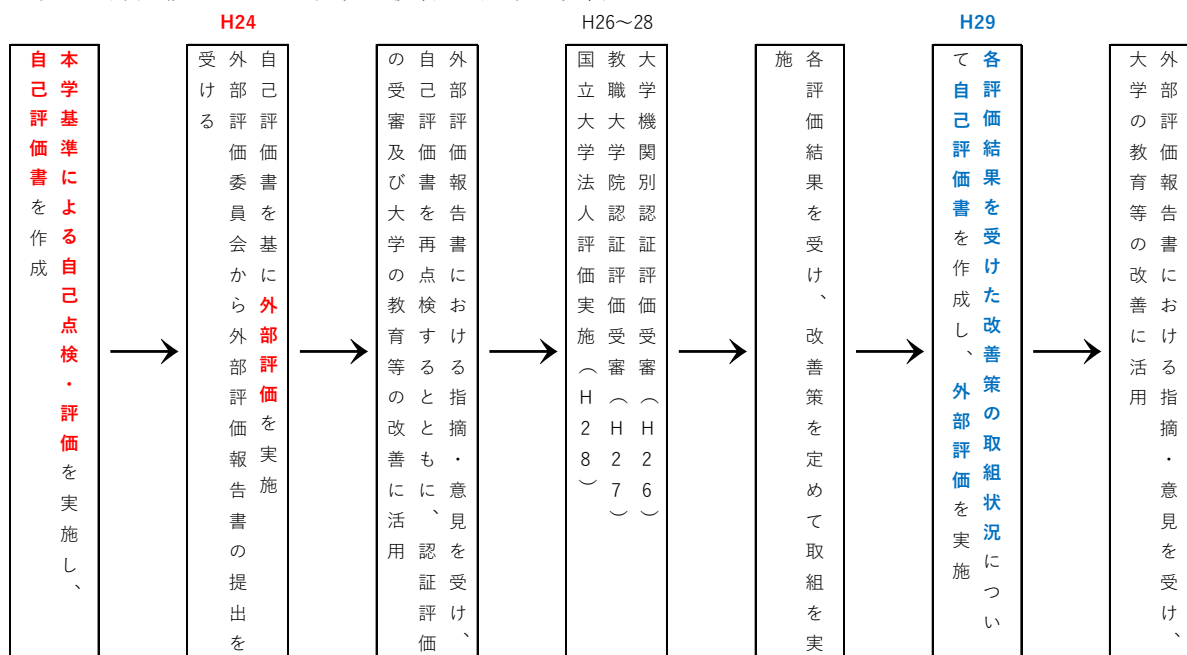 H24
H26～28
H29
本学基準による自己点検・評価を実施し、
自己評価書を作成
自己評価書を基に外部評価を実施
外部評価委員会から外部評価報告書の提出を
受ける
外部評価報告書における指摘・意見を受け、
自己評価書を再点検するとともに、認証評価
の受審及び大学の教育等の改善に活用
大学機関別認証評価受審（H26）
教職大学院認証評価受審（H27）
国立大学法人評価実施（H28）
各評価結果を受け、改善策を定めて取組を実
施
各評価結果を受けた改善策の取組状況につい
て自己評価書を作成し、外部評価を実施
外部評価報告書における指摘・意見を受け、
大学の教育等の改善に活用